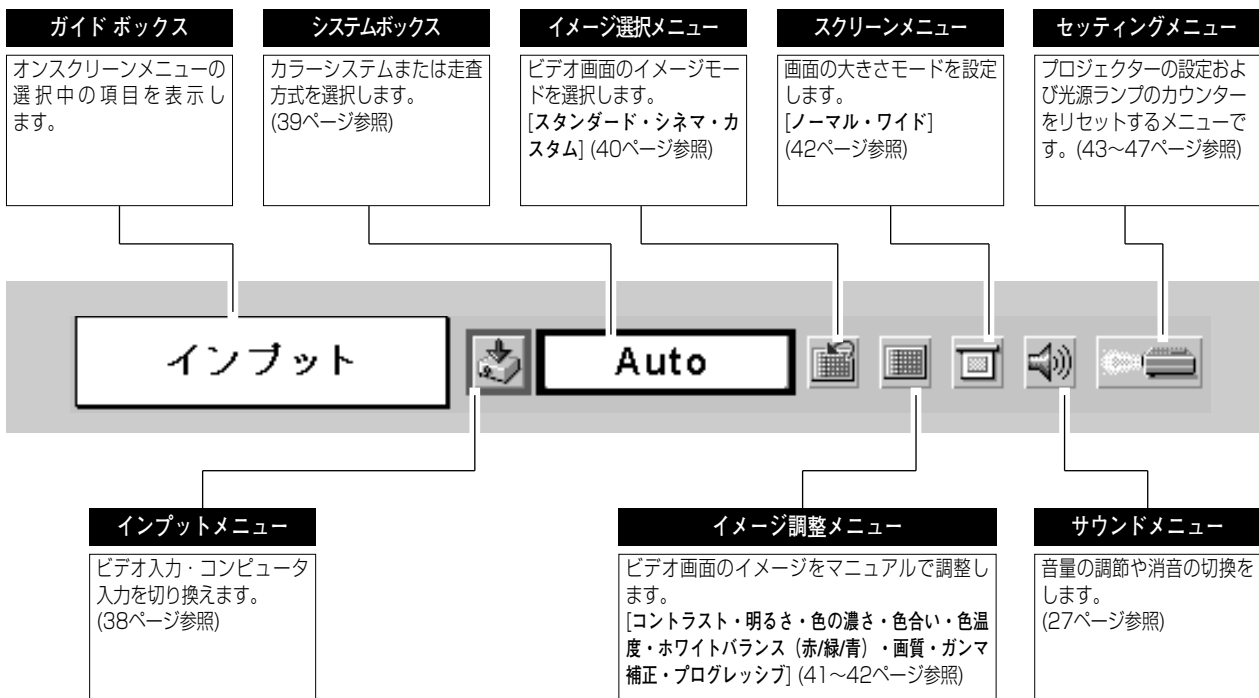 ガイド ボックス
オンスクリーンメニューの
選択中の項目を表示し
ます。
システムボックス
カラーシステムまたは走査
方式を選択します。
(39ページ参照)
イメージ選択メニュー
ビデオ画面のイメージモー
ドを選択します。
[スタンダード・シネマ・カ
スタム] (40ページ参照)
スクリーンメニュー
画面の大きさモードを設定
します。
[ノーマル・ワイド]
(42ページ参照)
セッティングメニュー
プロジェクターの設定およ
び光源ランプのカウンター
をリセットするメニューで
す。(43〜47ページ参照)
インプット
Auto
インプットメニュー
ビデオ入力・コンピュータ
入力を切り換えます。
(38ページ参照)
イメージ調整メニュー
ビデオ画面のイメージをマニュアルで調整し
ます。
[コントラスト・明るさ・色の濃さ・色合い・色温
度・ホワイトバランス（赤/緑/青）・画質・ガンマ
補正・プログレッシブ] (41〜42ページ参照)
サウンドメニュー
音量の調節や消音の切換を
します。
(27ページ参照)